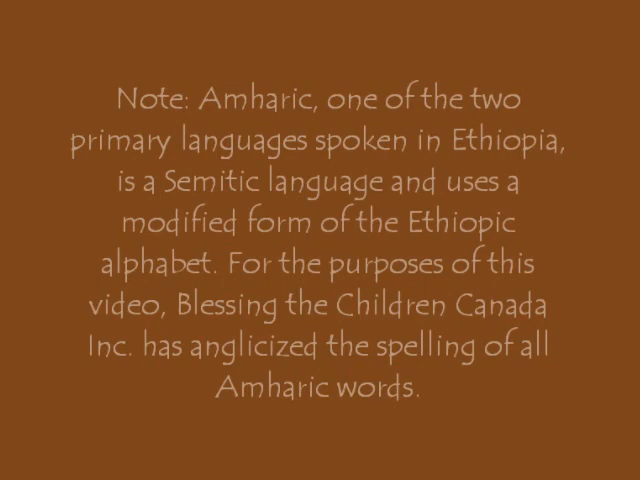 Note: Amharic, one of the two
primary languages spoken in Ethiopia,
is a Semitic language and uses a
modified form of the Ethiopic
alphabet. For the purposes of this
video, Blessing the Children Canada
Inc. has anglicized the spelling of all
Amharic words.